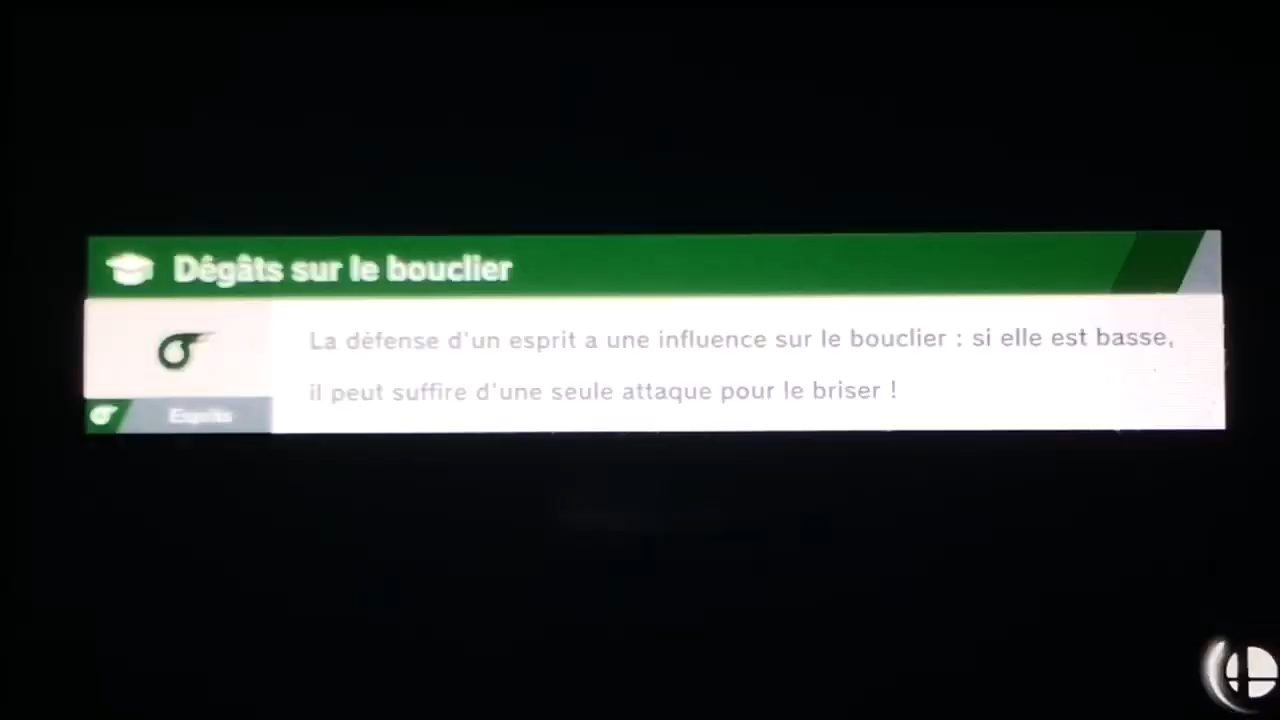 Dégâts sur le bouclier
La défense d'un esprit a une influence sur le bouclier : si elle est basse,
il peut suffire d'une seule attaque pour le briser !
Esprits